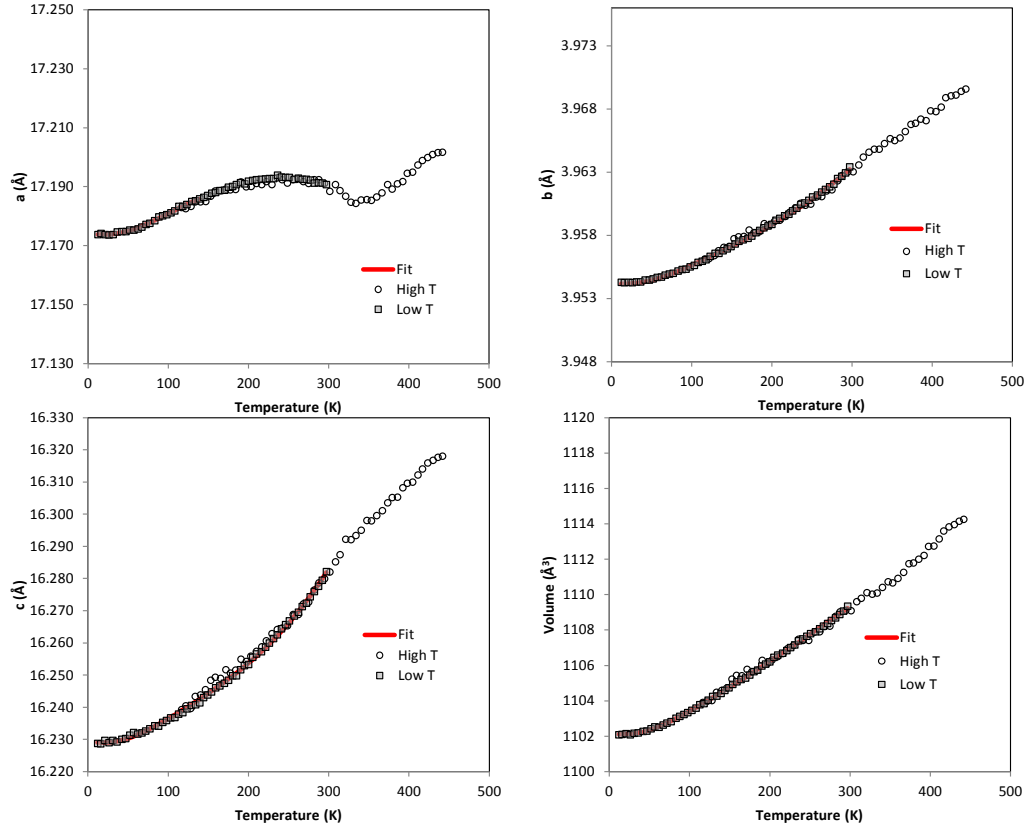 17.250
17.230
17.210
17.190
17.170
17.150
17.130
a (Å)
0 100 200 300 400 500
Temperature (K)
Fit
High T
Low T
3.973
3.968
3.963
3.958
3.953
3.948
b (Å)
0 100 200 300 400 500
Temperature (K)
Fit
High T
Low T
16.330
16.320
16.310
16.300
16.290
16.280
16.270
16.260
16.250
16.240
16.230
16.220
c (Å)
0 100 200 300 400 500
Temperature (K)
Fit
High T
Low T
1120
1118
1116
1114
1112
1110
1108
1106
1104
1102
1100
Volume (Å³)
0 100 200 300 400 500
Temperature (K)
Fit
High T
Low T